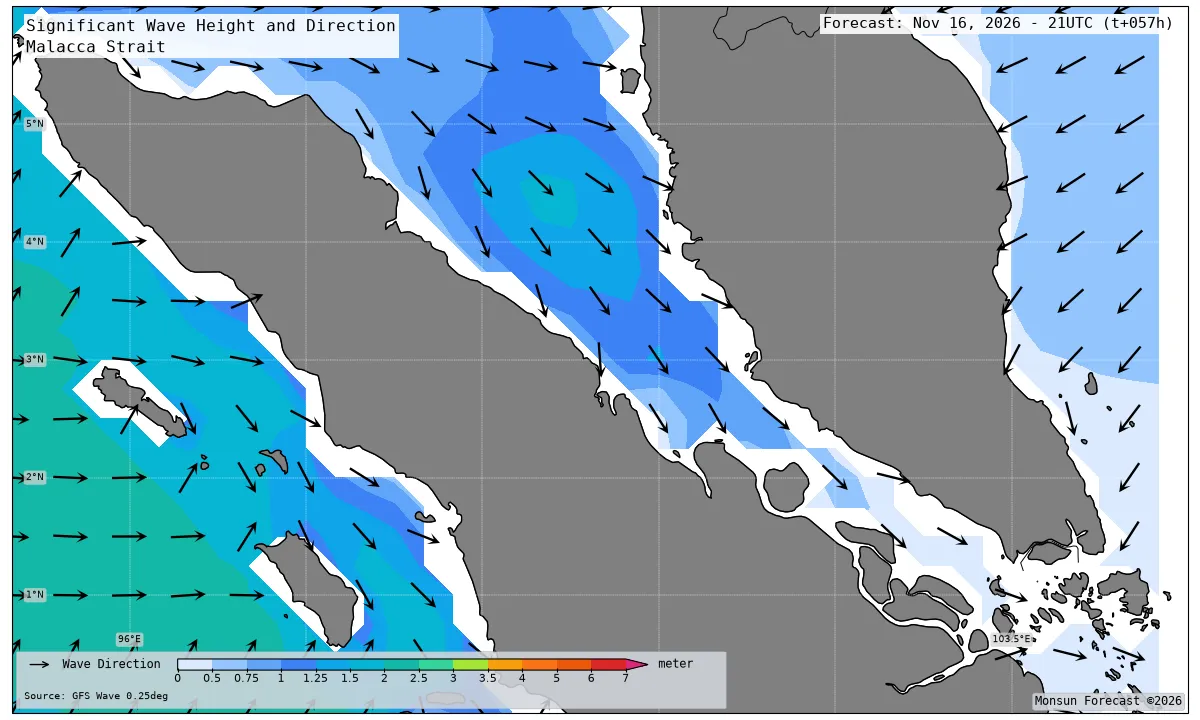 Significant Wave Height and Direction
Malacca Strait
Forecast: Nov 16, 2026 - 21UTC (t+057h)
5°N
4°N
3°N
2°N
1°N
96°E
103.5°E
Wave Direction
meter
0 0.5 0.75 1 1.25 1.5 2 2.5 3 3.5 4 5 6 7
Source: GFS Wave 0.25deg
Monsun Forecast ©2026